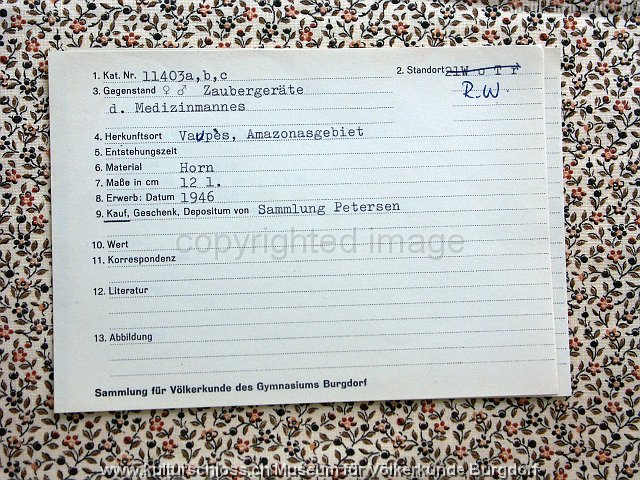 1. Kat. Nr. 11403a,b,c
2. Standort 21W o T r
R.W.
3. Gegenstand ♀ ♂ Zaubergeräte
d. Medizinmannes
4. Herkunftsort Vaupès, Amazonasgebiet
5. Entstehungszeit
6. Material Horn
7. Maße in cm 12 l.
8. Erwerb: Datum 1946
9. Kauf, Geschenk, Depositum von Sammlung Petersen
copyrighted image
10. Wert
11. Korrespondenz
12. Literatur
13. Abbildung
Sammlung für Völkerkunde des Gymnasiums Burgdorf
www.kulturschloss.ch Museum für Völkerkunde Burgdorf